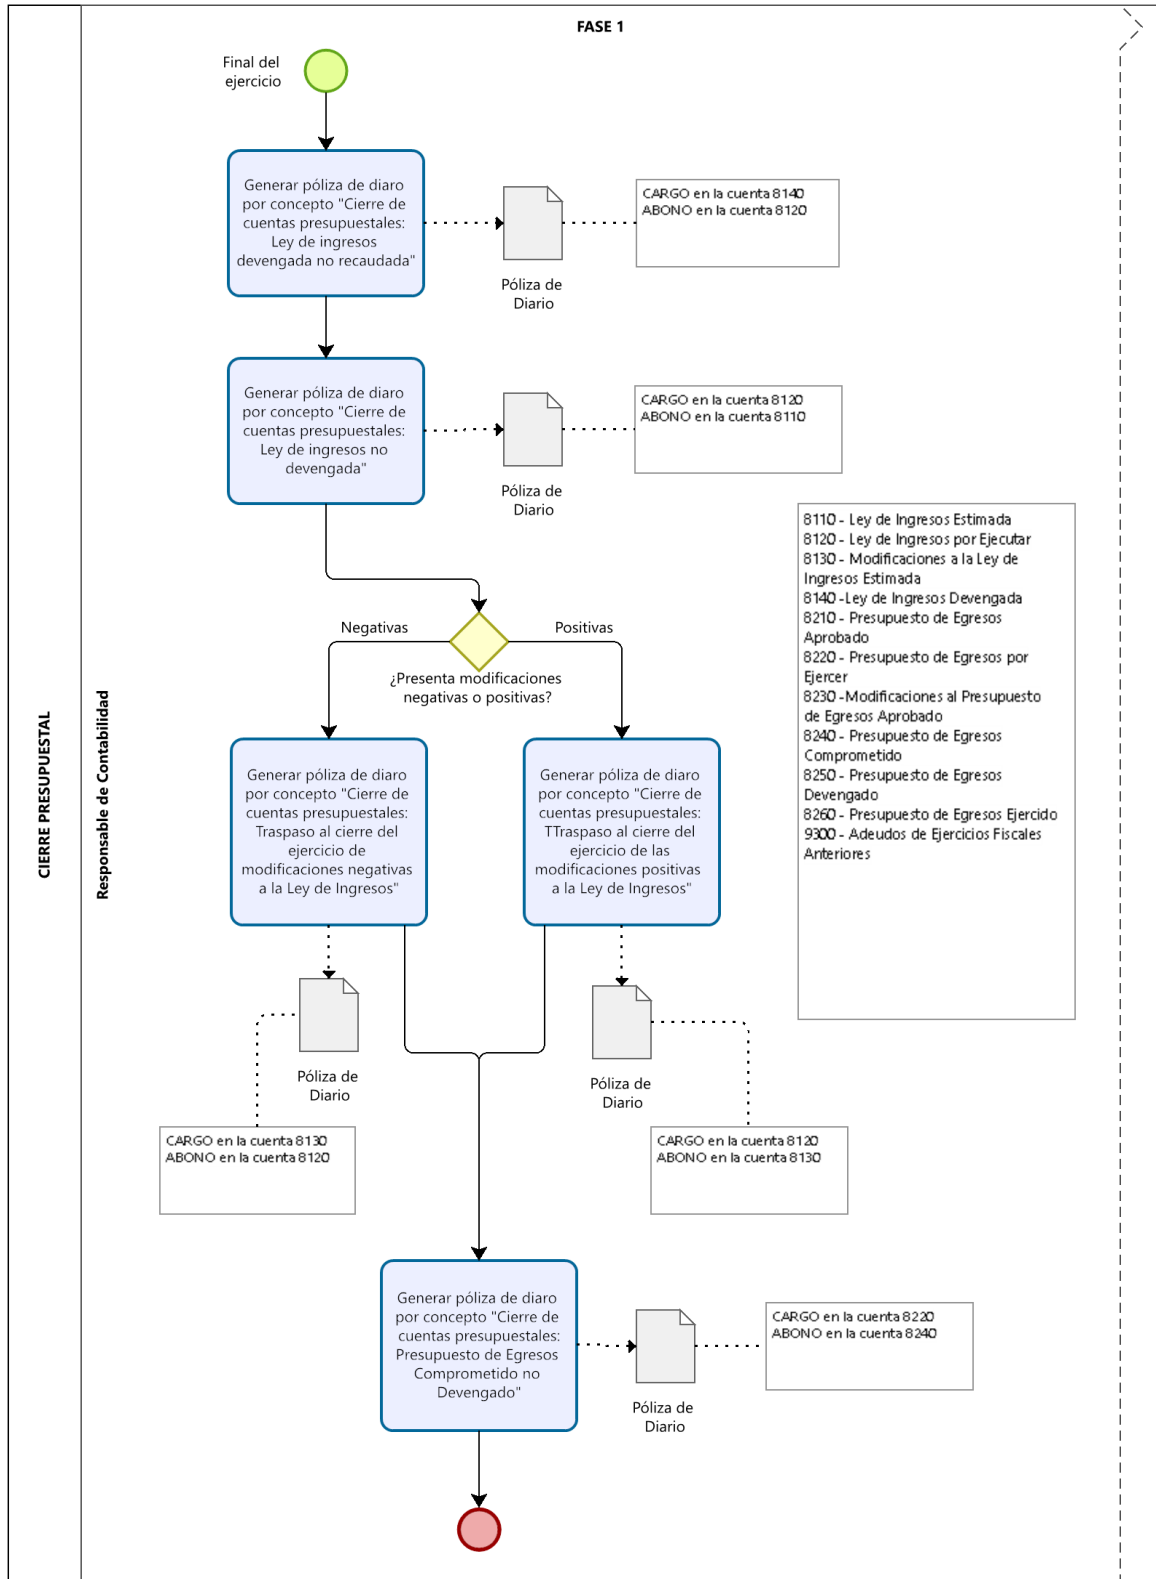 FASE 1
CIERRE PRESUPUESTAL
Responsable de Contabilidad
Final del
ejercicio
Generar póliza de diaro
por concepto "Cierre de
cuentas presupuestales:
Ley de ingresos
devengada no recaudada"
Póliza de
Diario
CARGO en la cuenta 8140
ABONO en la cuenta 8120
Generar póliza de diaro
por concepto "Cierre de
cuentas presupuestales:
Ley de ingresos no
devengada"
Póliza de
Diario
CARGO en la cuenta 8120
ABONO en la cuenta 8110
8110 - Ley de Ingresos Estimada
8120 - Ley de Ingresos por Ejecutar
8130 - Modificaciones a la Ley de
Ingresos Estimada
8140 -Ley de Ingresos Devengada
8210 - Presupuesto de Egresos
Aprobado
8220 - Presupuesto de Egresos por
Ejercer
8230 -Modificaciones al Presupuesto
de Egresos Aprobado
8240 - Presupuesto de Egresos
Comprometido
8250 - Presupuesto de Egresos
Devengado
8260 - Presupuesto de Egresos Ejercido
9300 - Adeudos de Ejercicios Fiscales
Anteriores
Negativas
Positivas
¿Presenta modificaciones
negativas o positivas?
Generar póliza de diaro
por concepto "Cierre de
cuentas presupuestales:
Traspaso al cierre del
ejercicio de
modificaciones negativas
a la Ley de Ingresos"
Generar póliza de diaro
por concepto "Cierre de
cuentas presupuestales:
TTraspaso al cierre del
ejercicio de las
modificaciones positivas
a la Ley de Ingresos"
Póliza de
Diario
Póliza de
Diario
CARGO en la cuenta 8130
ABONO en la cuenta 8120
CARGO en la cuenta 8120
ABONO en la cuenta 8130
Generar póliza de diaro
por concepto "Cierre de
cuentas presupuestales:
Presupuesto de Egresos
Comprometido no
Devengado"
Póliza de
Diario
CARGO en la cuenta 8220
ABONO en la cuenta 8240